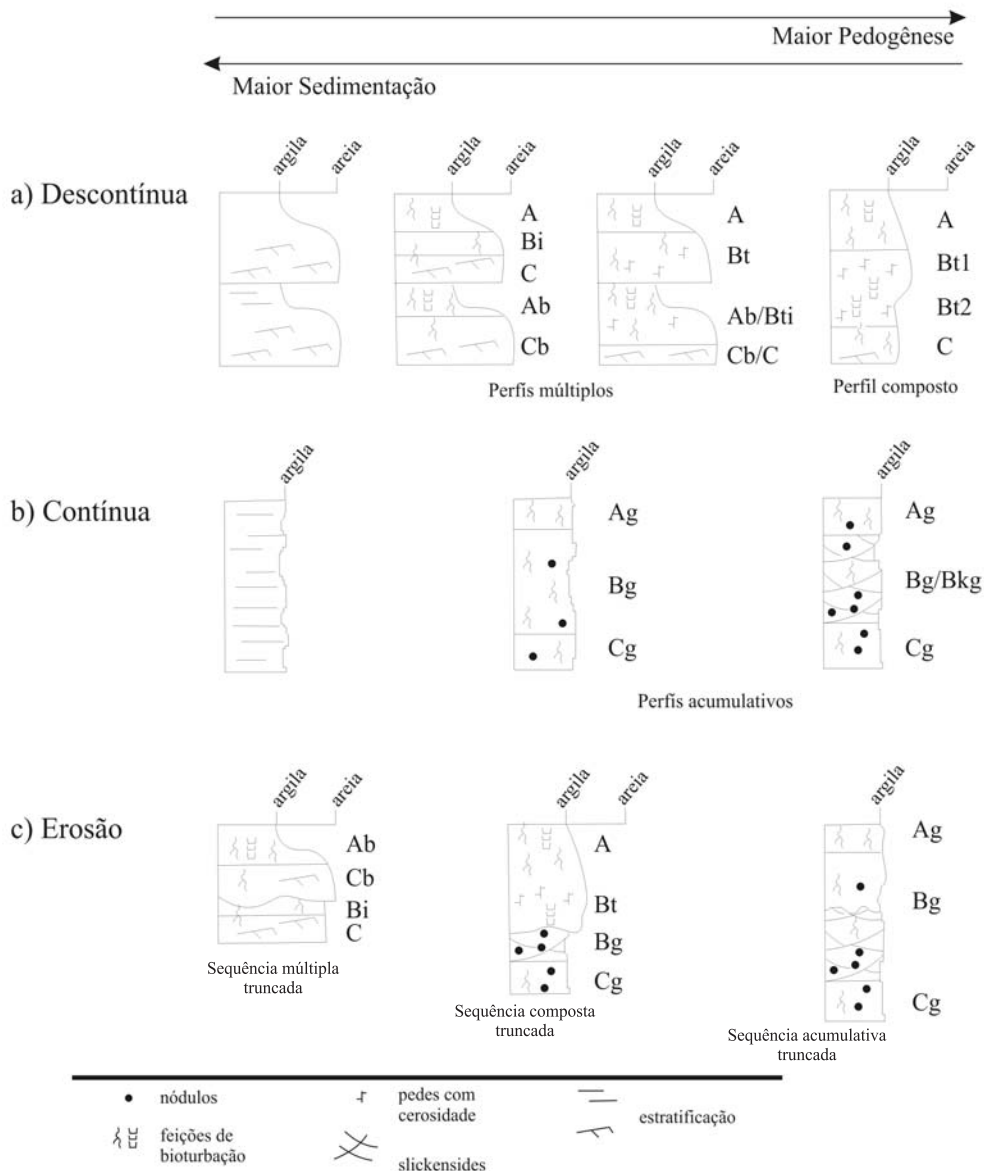 Maior Pedogênese
Maior Sedimentação
a) Descontínua
argila
areia
argila
areia
argila
areia
argila
areia
A
Bi
C
Ab
Cb
A
Bt
Ab/Bti
Cb/C
A
Bt1
Bt2
C
Perfís múltiplos
Perfil composto
b) Contínua
argila
argila
argila
Ag
Bg
Cg
Ag
Bg/Bkg
Cg
Perfís acumulativos
c) Erosão
argila
areia
argila
areia
argila
Ab
Cb
Bi
C
A
Bt
Bg
Cg
Ag
Bg
Cg
Sequência múltipla
truncada
Sequência composta
truncada
Sequência acumulativa
truncada
nódulos
pedes com
cerosidade
estratificação
feições de
bioturbação
slickensides